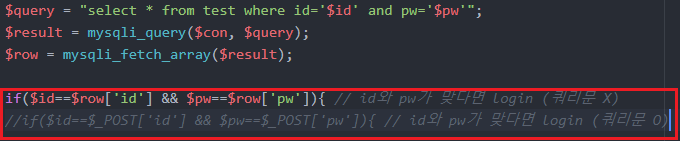 $query = "select * from test where id='$id' and pw='$pw'";
$result = mysqli_query($con, $query);
$row = mysqli_fetch_array($result);
if($id==$row['id'] && $pw==$row['pw']){ // id와 pw가 맞다면 login (쿼리문 X)
//if($id==$_POST['id'] && $pw==$_POST['pw']){ // id와 pw가 맞다면 login (쿼리문 O)